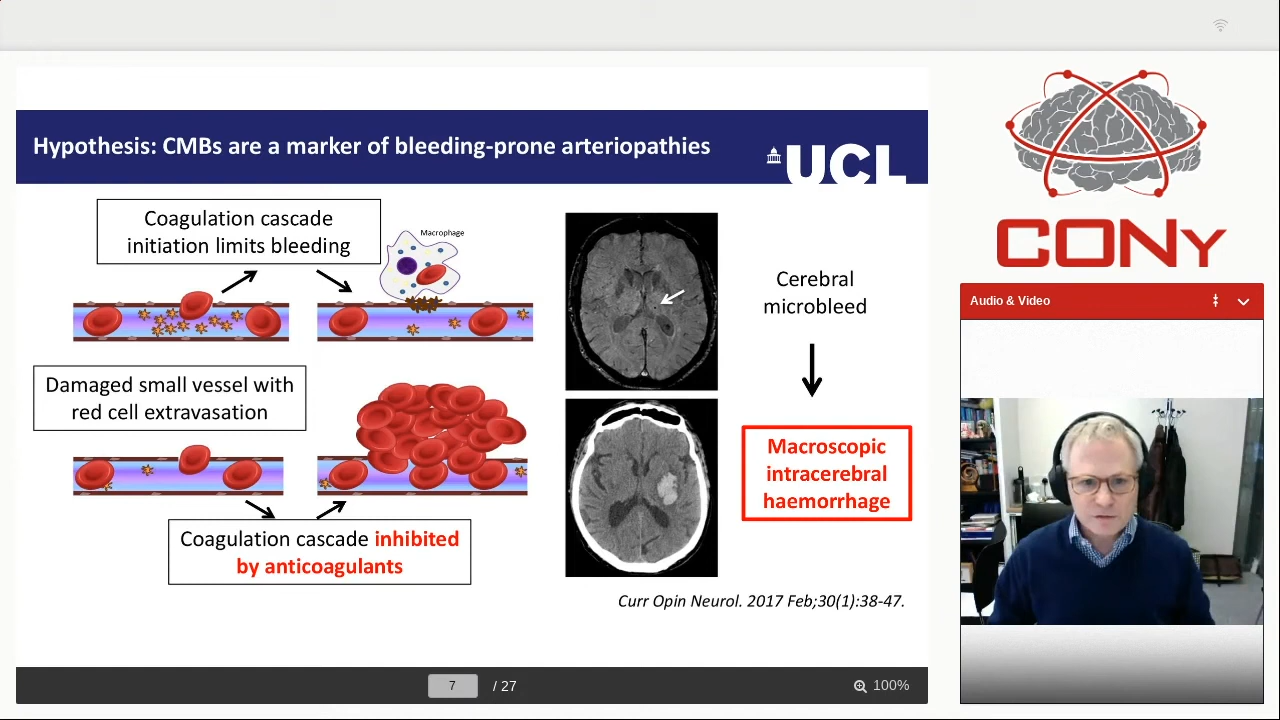 Hypothesis: CMBs are a marker of bleeding-prone arteriopathies
UCL
Coagulation cascade
initiation limits bleeding
Macrophage
Damaged small vessel with
red cell extravasation
Coagulation cascade inhibited
by anticoagulants
Cerebral
microbleed
Macroscopic
intracerebral
haemorrhage
Curr Opin Neurol. 2017 Feb;30(1):38-47.
7 / 27
100%
CONy
Audio & Video